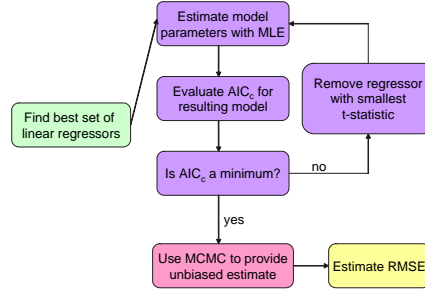 Estimate model
parameters with MLE
Evaluate AICc for
resulting model
Remove regressor
with smallest
t-statistic
Find best set of
linear regressors
Is AICc a minimum?
no
yes
Use MCMC to provide
unbiased estimate
Estimate RMSE